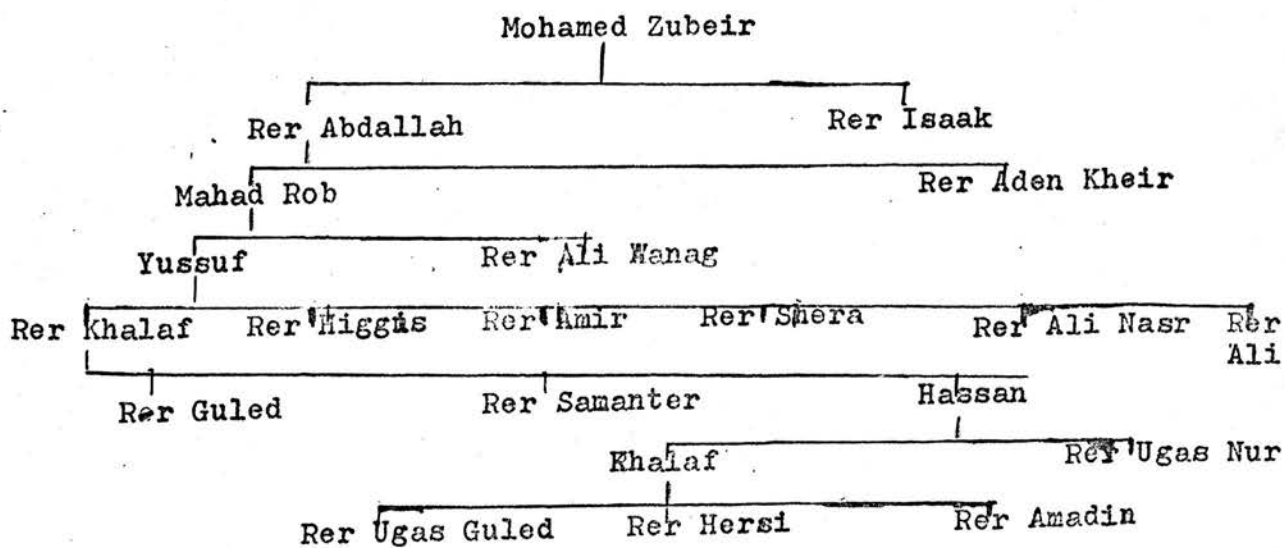 Mohamed Zubeir
Rer Abdallah Rer Isaak
Mahad Rob Rer Aden Kheir
Yussuf Rer Ali Wanag
Rer Khalaf Rer Higgis Rer Amir Rer Shera Rer Ali Nasr Rer
Ali
Rer Guled Rer Samanter Hassan
Khalaf Rer Ugas Nur
Rer Ugas Guled Rer Hersi Rer Amadin